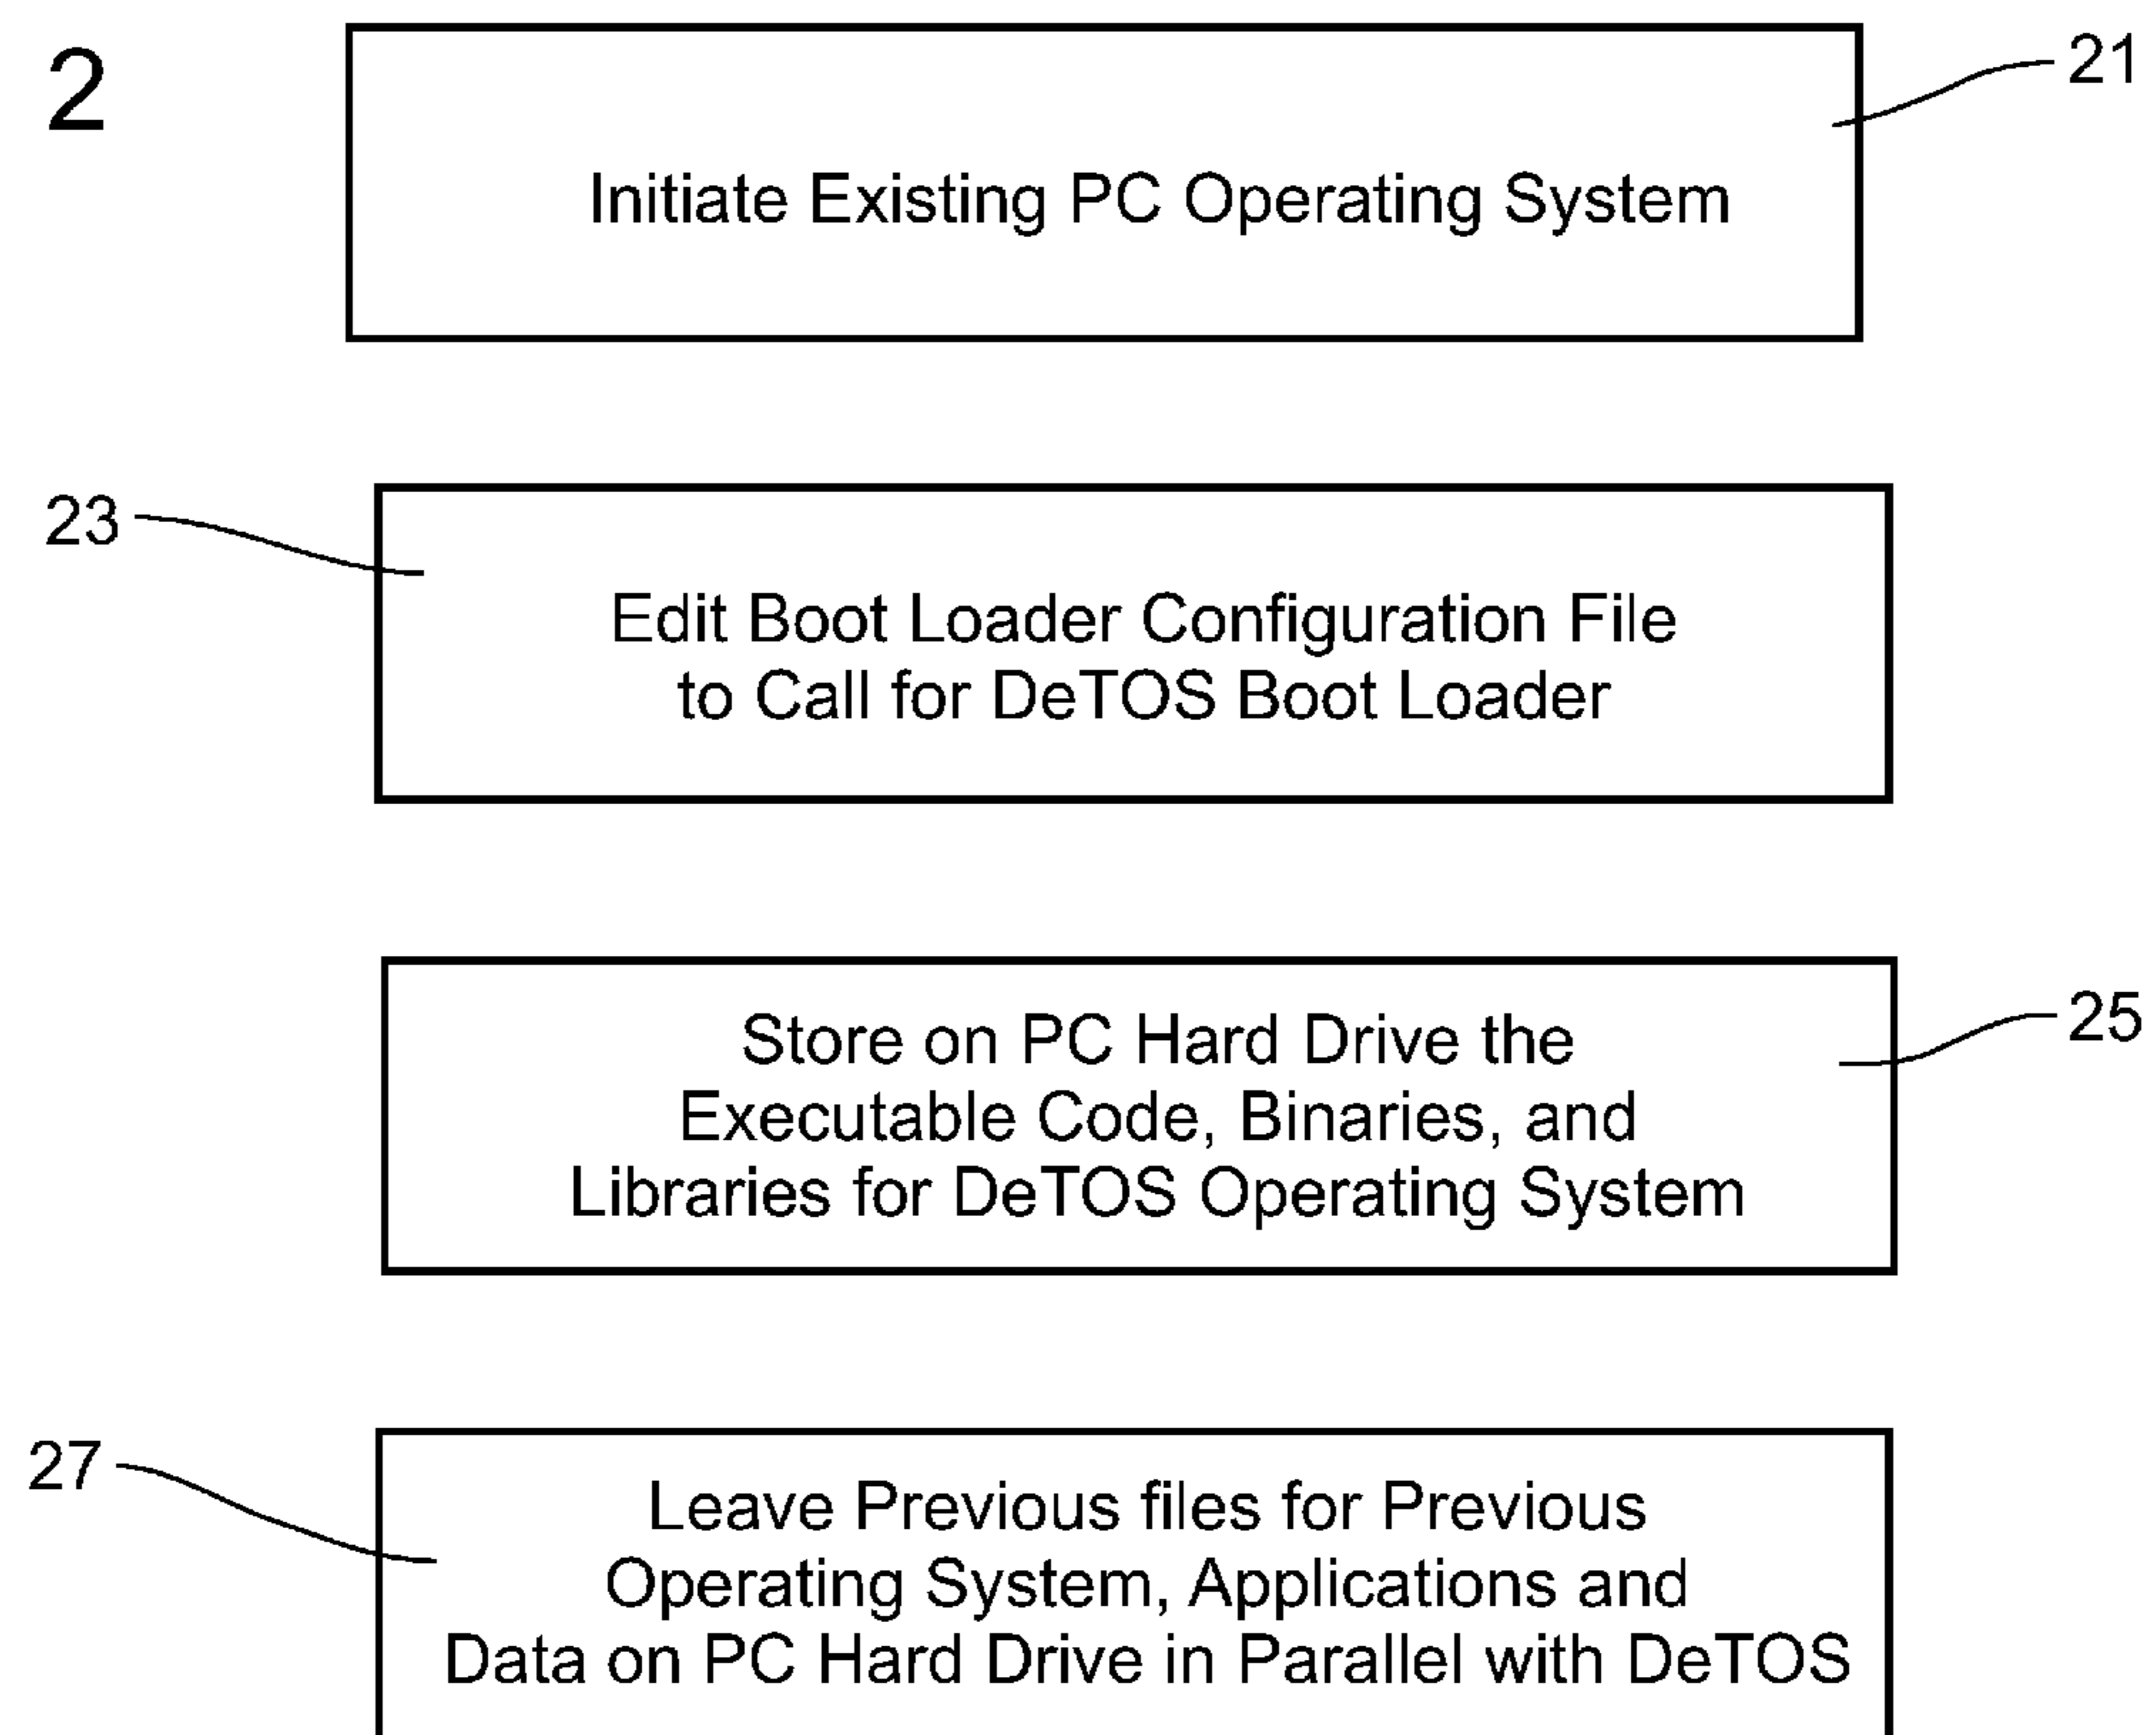 2
21
Initiate Existing PC Operating System
23
Edit Boot Loader Configuration File
to Call for DeTOS Boot Loader
25
Store on PC Hard Drive the
Executable Code, Binaries, and
Libraries for DeTOS Operating System
27
Leave Previous files for Previous
Operating System, Applications and
Data on PC Hard Drive in Parallel with DeTOS